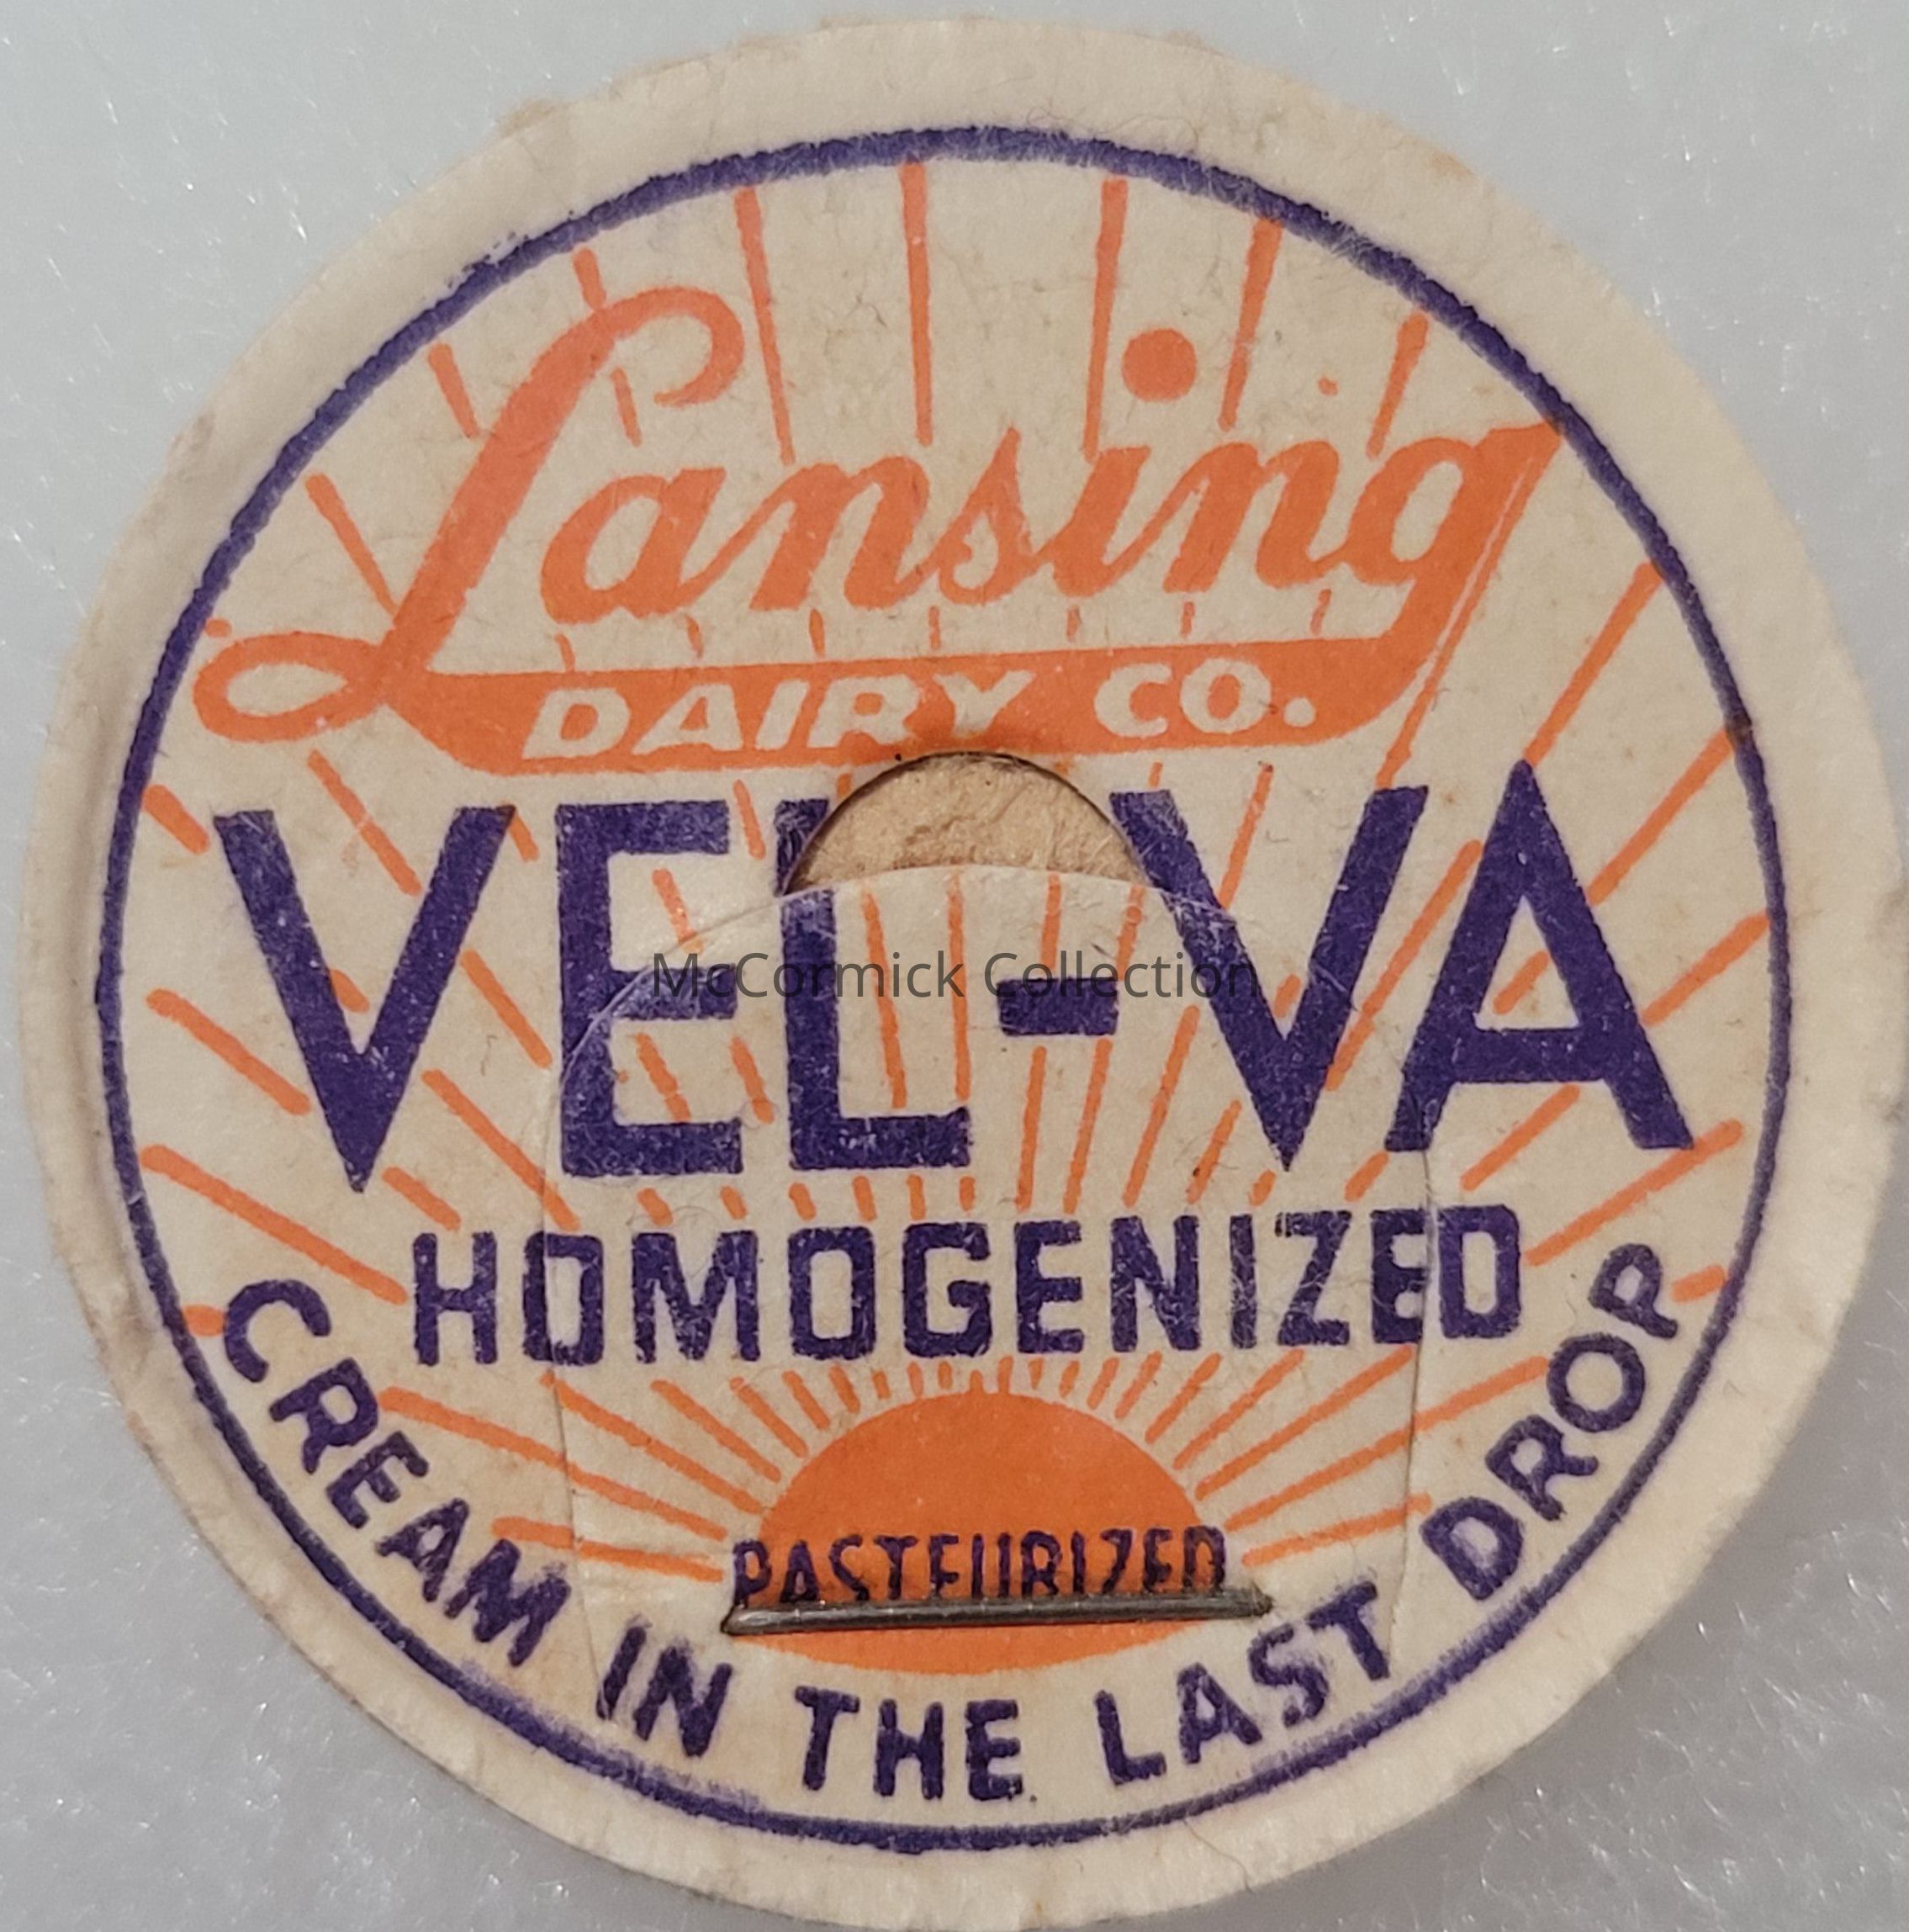 Lansing
DAIRY CO.
VEL-VA
McCormick Collection
HOMOGENIZED
PASTEURIZED
CREAM IN THE LAST DROP